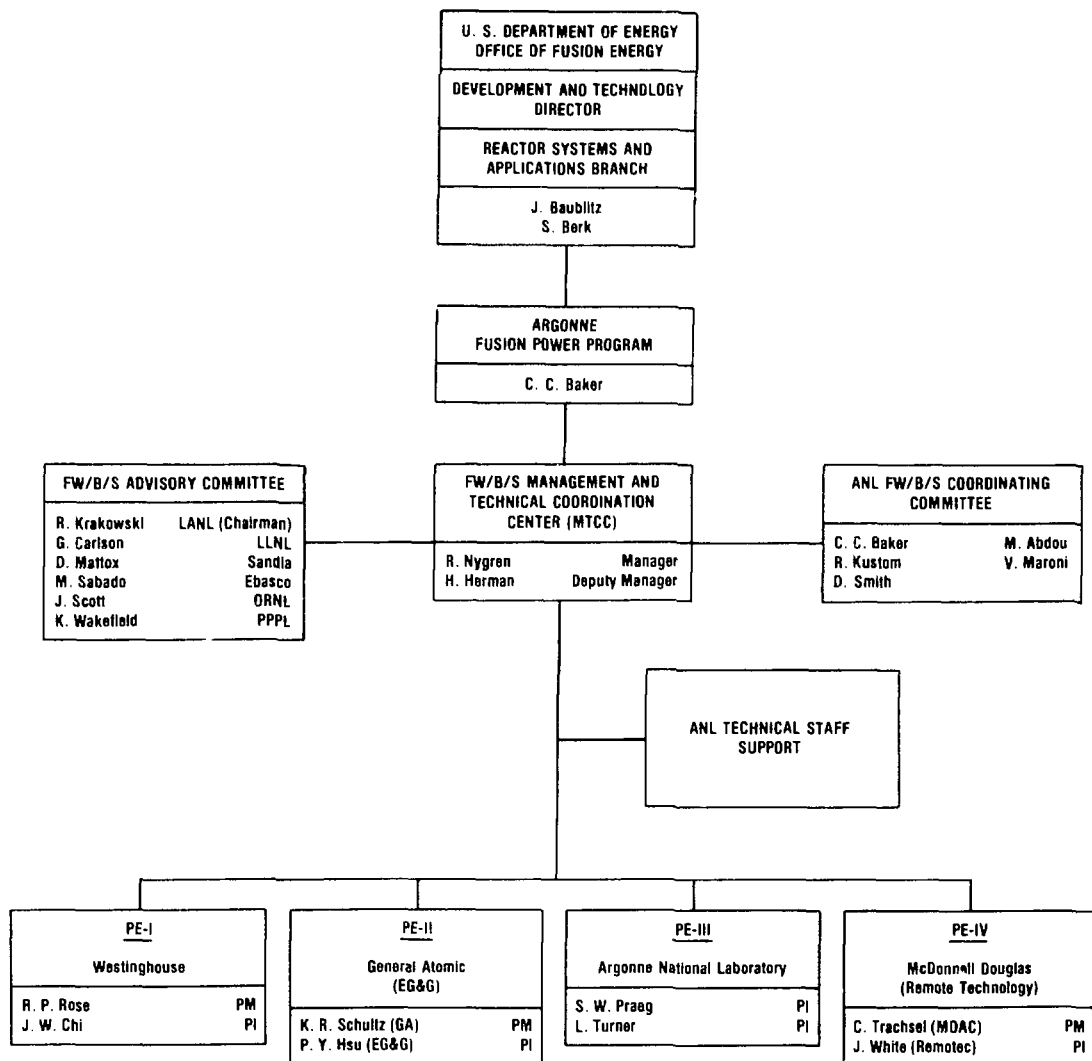 U. S. DEPARTMENT OF ENERGY
OFFICE OF FUSION ENERGY
DEVELOPMENT AND TECHNOLOGY
DIRECTOR
REACTOR SYSTEMS AND
APPLICATIONS BRANCH
J. Baublitz
S. Berk
ARGONNE
FUSION POWER PROGRAM
C. C. Baker
FW/B/S ADVISORY COMMITTEE
R. Krakowski LANL (Chairman)
G. Carlson LLNL
D. Mattox Sandia
M. Sabado Ebasco
J. Scott ORNL
K. Wakefield PPPL
FW/B/S MANAGEMENT AND
TECHNICAL COORDINATION
CENTER (MTCC)
R. Nygren Manager
H. Herman Deputy Manager
ANL FW/B/S COORDINATING
COMMITTEE
C. C. Baker M. Abdou
R. Kustom V. Maroni
D. Smith
ANL TECHNICAL STAFF
SUPPORT
PE-I
Westinghouse
R. P. Rose PM
J. W. Chi PI
PE-II
General Atomic
(EG&G)
K. R. Schultz (GA) PM
P. Y. Hsu (EG&G) PI
PE-III
Argonne National Laboratory
S. W. Praeg PI
L. Turner PI
PE-IV
McDonnell Douglas
(Remote Technology)
C. Trachsel (MDAC) PM
J. White (Remotec) PI